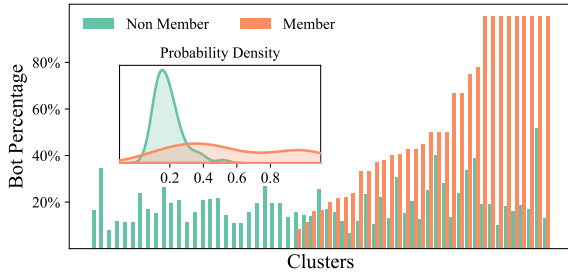 Non Member
Member
Probability Density
0.2 0.4 0.6 0.8
80%
60%
40%
20%
Bot Percentage
Clusters